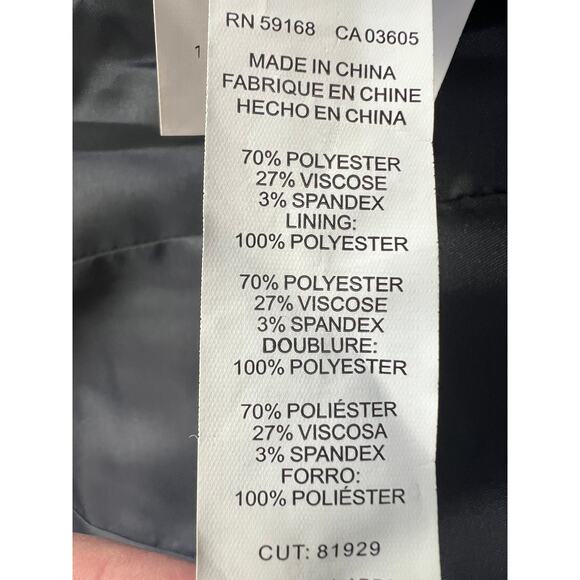 1
RN 59168 CA 03605
MADE IN CHINA
FABRIQUE EN CHINE
HECHO EN CHINA
70% POLYESTER
27% VISCOSE
3% SPANDEX
LINING:
100% POLYESTER
70% POLYESTER
27% VISCOSE
3% SPANDEX
DOUBLURE:
100% POLYESTER
70% POLIÉSTER
27% VISCOSA
3% SPANDEX
FORRO:
100% POLIÉSTER
CUT: 81929